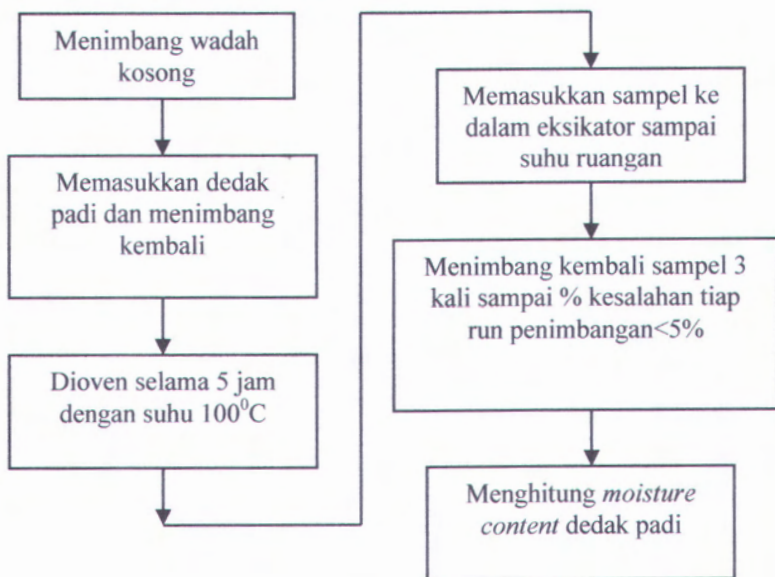 Menimbang wadah
kosong
Memasukkan dedak
padi dan menimbang
kembali
Dioven selama 5 jam
dengan suhu 100⁰C
Memasukkan sampel ke
dalam eksikator sampai
suhu ruangan
Menimbang kembali sampel 3
kali sampai % kesalahan tiap
run penimbangan<5%
Menghitung moisture
content dedak padi